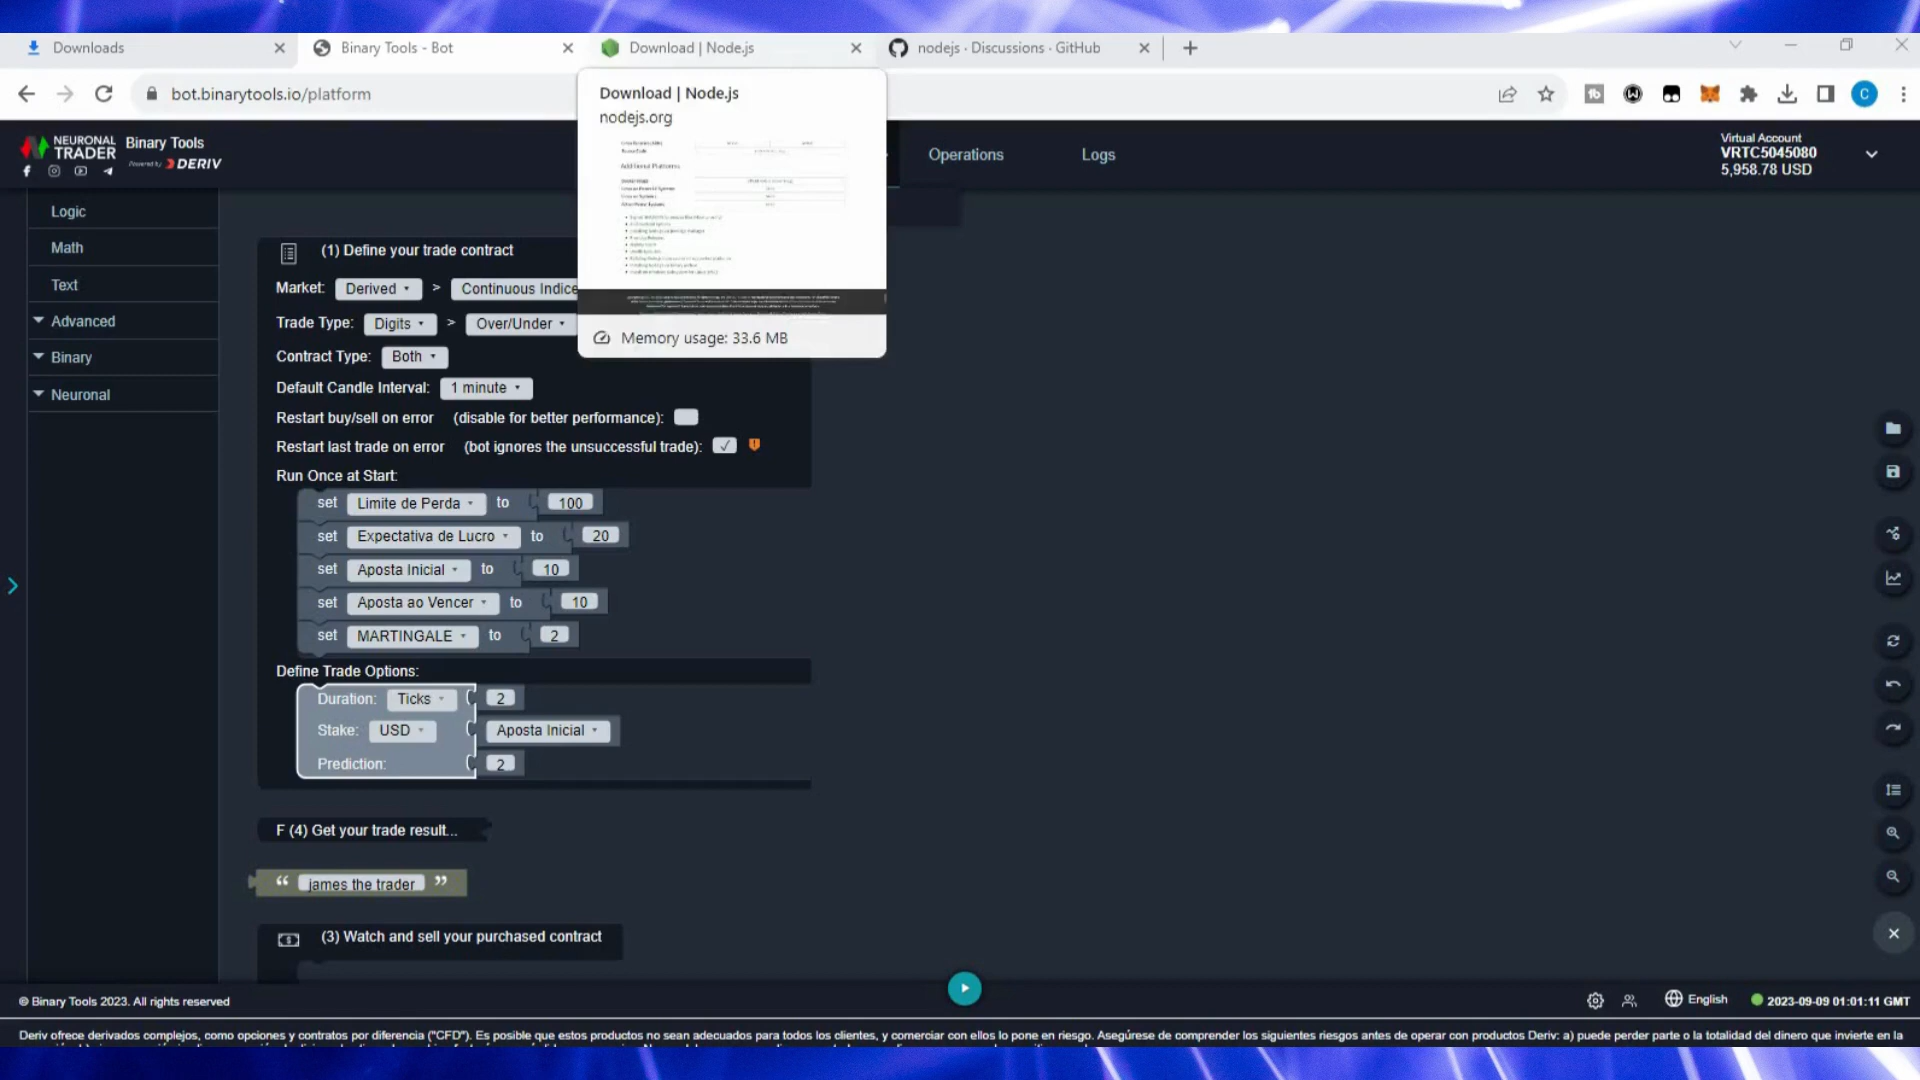 Downloads
Binary Tools - Bot
Download | Node.js
nodejs · Discussions · GitHub
bot.binarytools.io/platform
Download | Node.js
nodejs.org
Additional Platforms
Memory usage: 33.6 MB
NEURONAL TRADER
Binary Tools
Powered by DERIV
Operations
Logs
Virtual Account
VRTC5045080
5,958.78 USD
Logic
Math
Text
Advanced
Binary
Neuronal
(1) Define your trade contract
Market: Derived > Continuous Indice
Trade Type: Digits > Over/Under
Contract Type: Both
Default Candle Interval: 1 minute
Restart buy/sell on error (disable for better performance):
Restart last trade on error (bot ignores the unsuccessful trade):
Run Once at Start:
set Limite de Perda to 100
set Expectativa de Lucro to 20
set Aposta Inicial to 10
set Aposta ao Vencer to 10
set MARTINGALE to 2
Define Trade Options:
Duration: Ticks 2
Stake: USD Aposta Inicial
Prediction: 2
F (4) Get your trade result...
“ james the trader ”
(3) Watch and sell your purchased contract
© Binary Tools 2023. All rights reserved
English
2023-09-09 01:01:11 GMT
Deriv ofrece derivados complejos, como opciones y contratos por diferencia ("CFD"). Es posible que estos productos no sean adecuados para todos los clientes, y comerciar con ellos lo pone en riesgo. Asegúrese de comprender los siguientes riesgos antes de operar con productos Deriv: a) puede perder parte o la totalidad del dinero que invierte en la